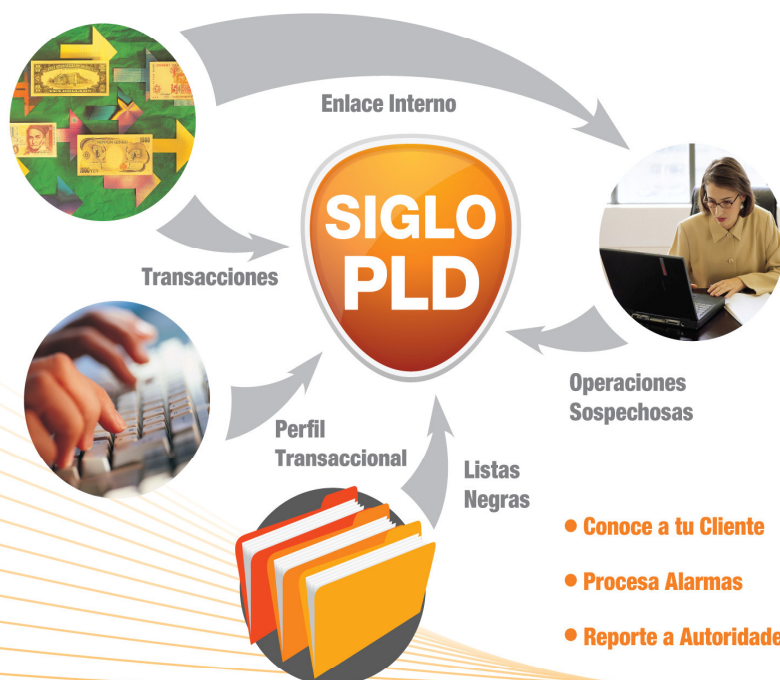 Enlace Interno
SIGLO
PLD
Transacciones
Operaciones
Sospechosas
Perfil
Transaccional
Listas
Negras
• Conoce a tu Cliente
• Procesa Alarmas
• Reporte a Autoridade